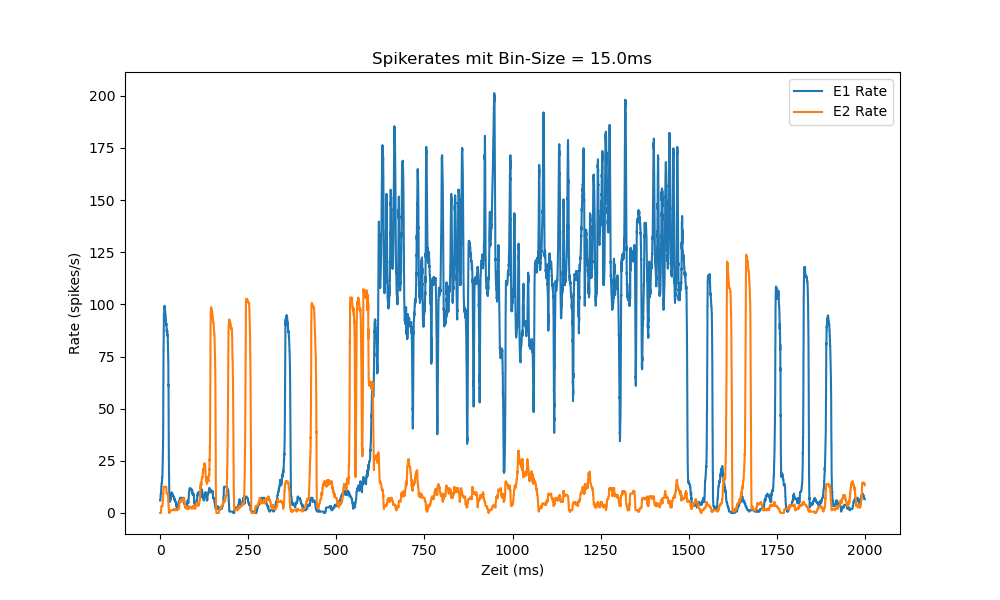 Spikerates mit Bin-Size = 15.0ms
E1 Rate
E2 Rate
Rate (spikes/s)
200
175
150
125
100
75
50
25
0
0 250 500 750 1000 1250 1500 1750 2000
Zeit (ms)